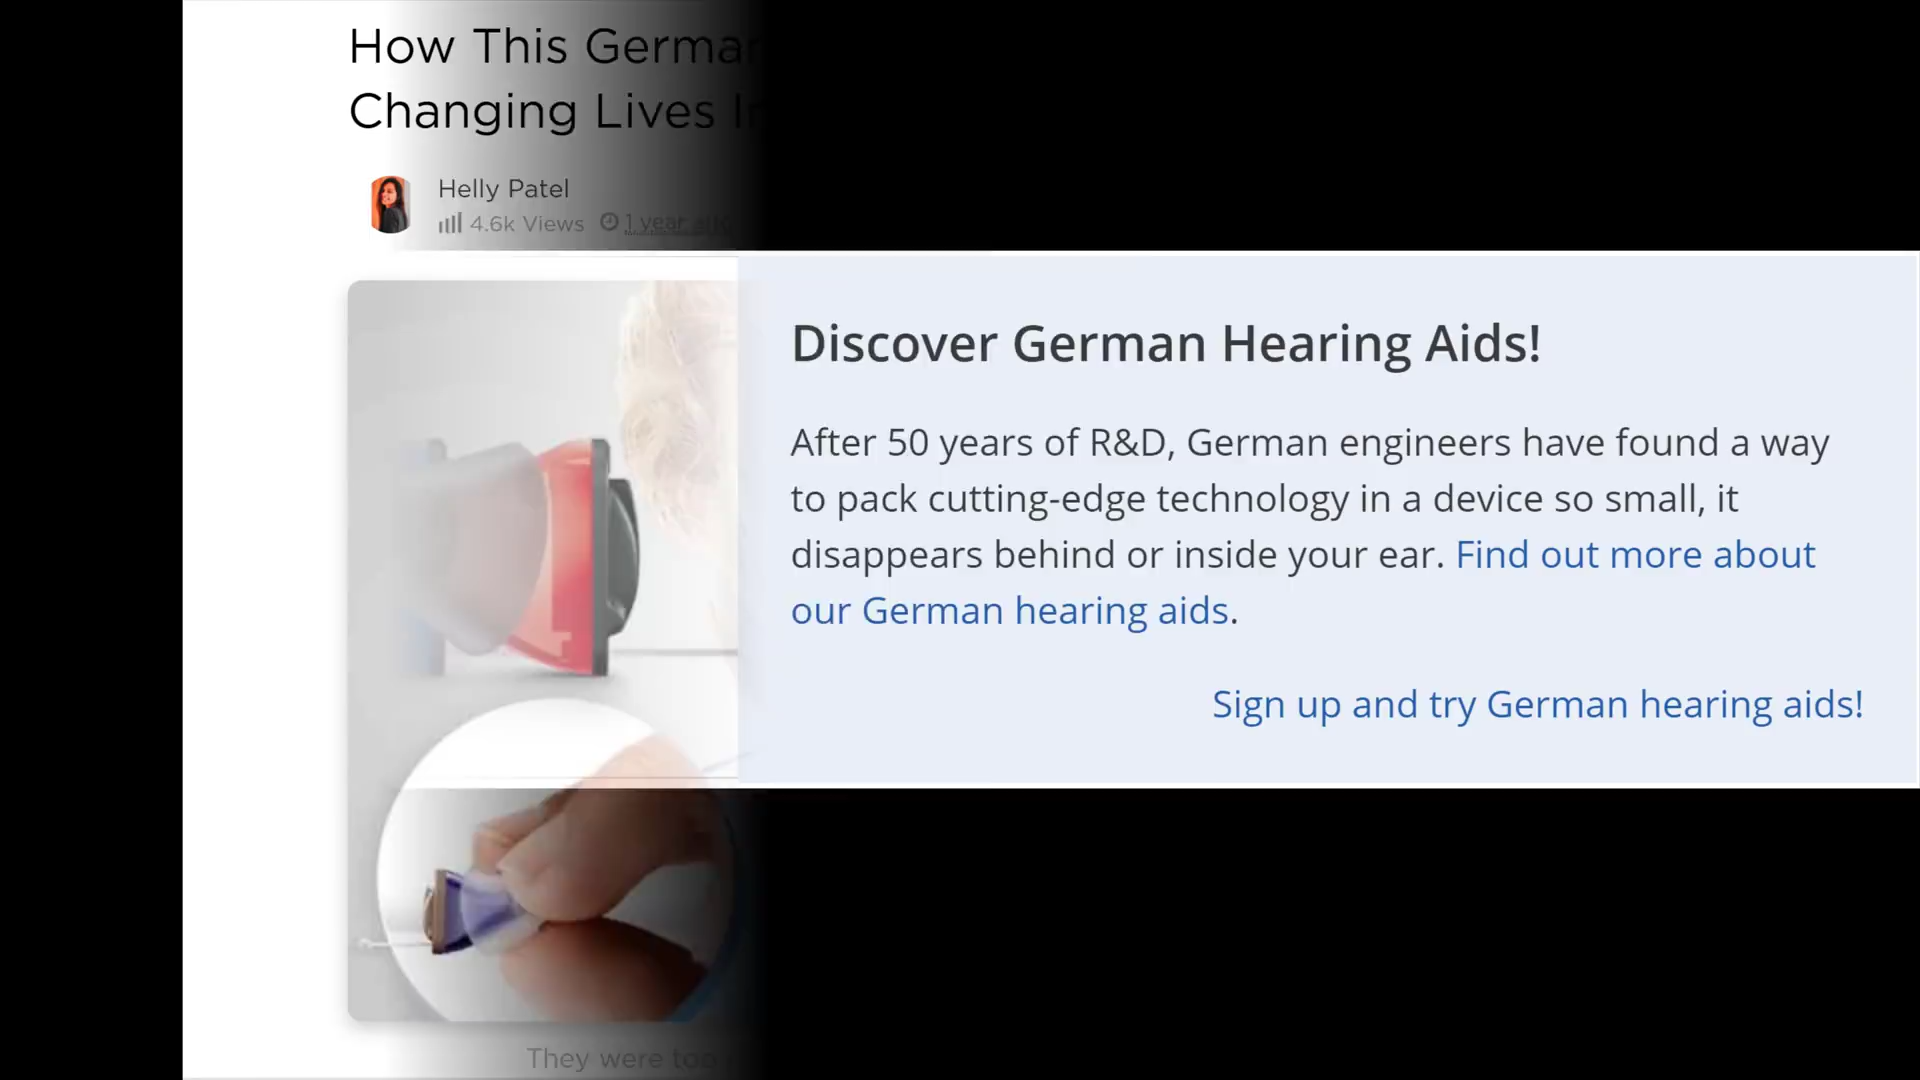 How This German
Changing Lives In
Helly Patel
4.6k Views 1 year ago
Discover German Hearing Aids!
After 50 years of R&D, German engineers have found a way
to pack cutting-edge technology in a device so small, it
disappears behind or inside your ear. Find out more about
our German hearing aids.
Sign up and try German hearing aids!
They were too